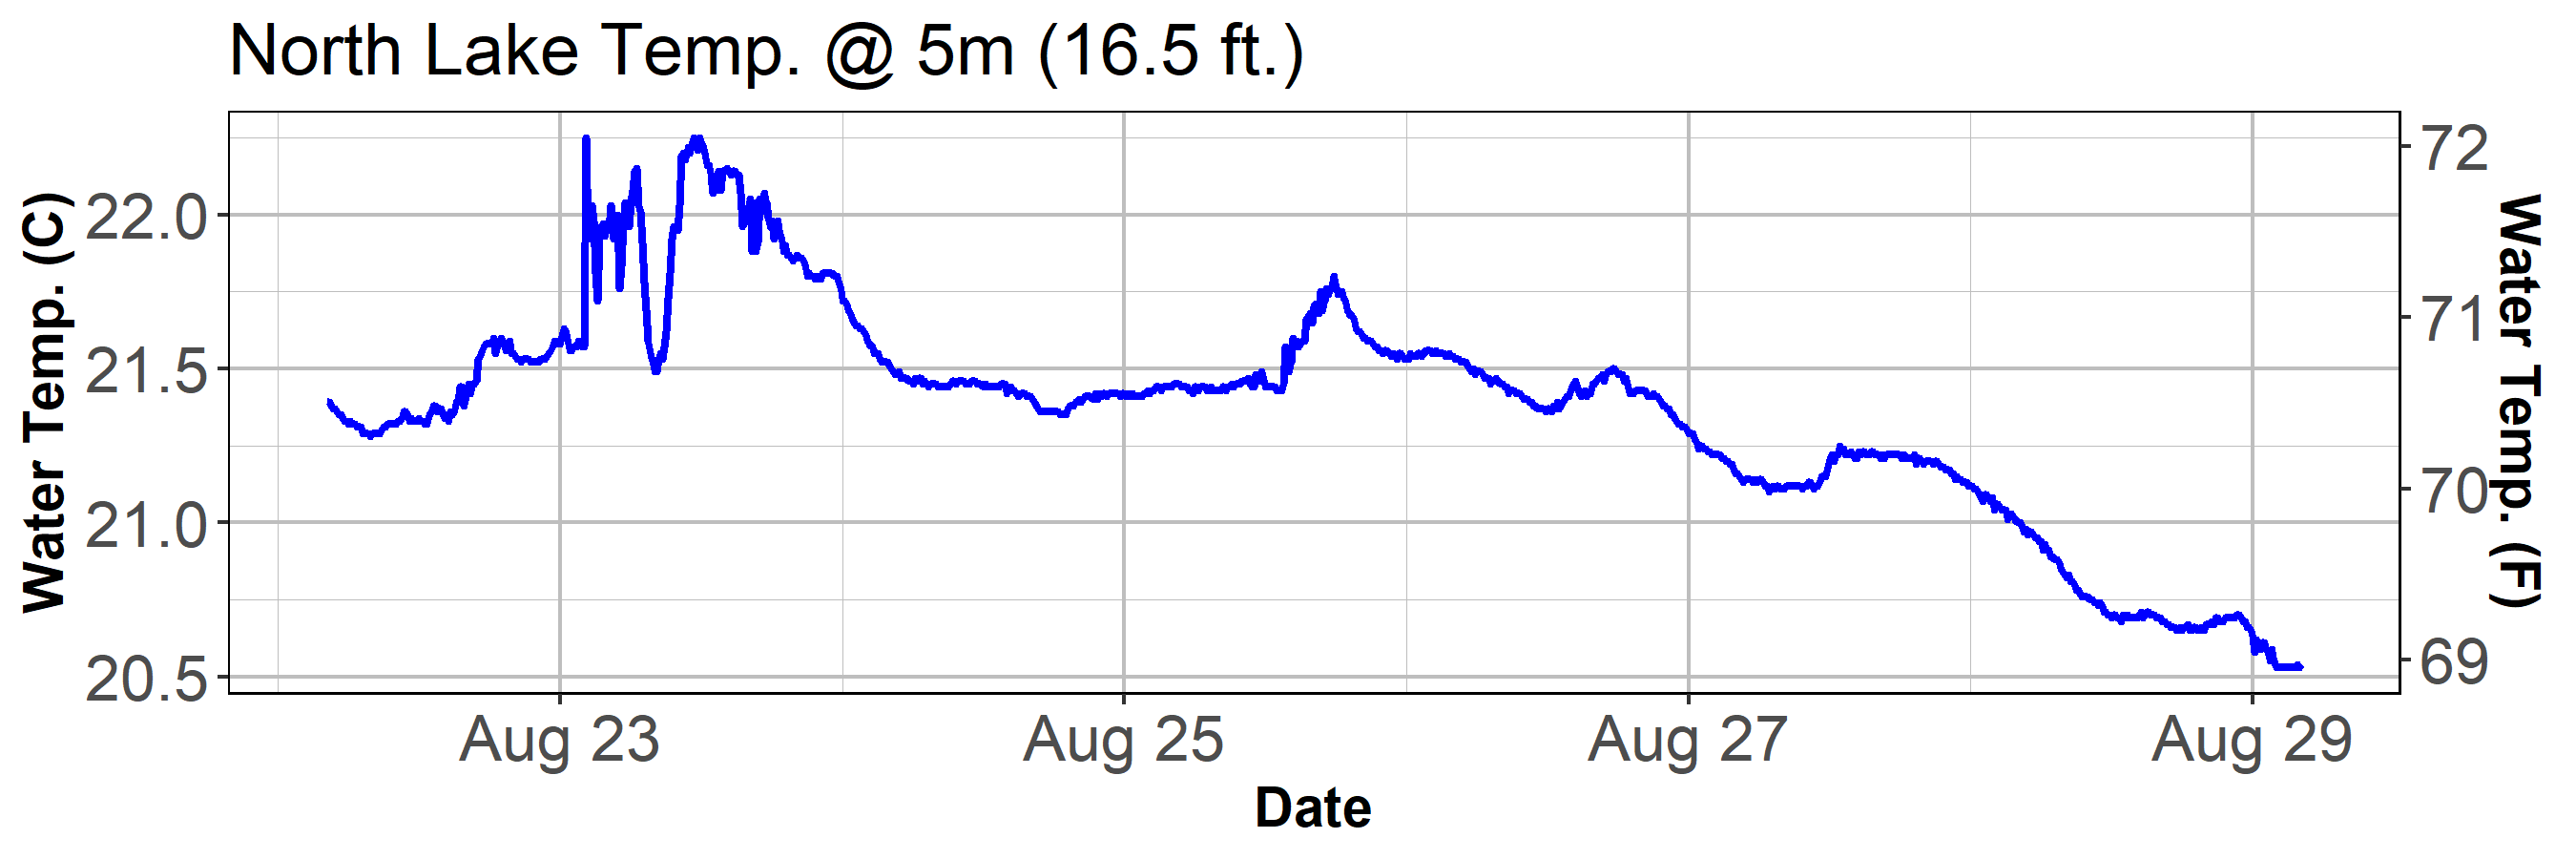 North Lake Temp. @ 5m (16.5 ft.)
Water Temp. (C)
22.0
21.5
21.0
20.5
72
71
70
69
Water Temp. (F)
Aug 23 Aug 25 Aug 27 Aug 29
Date